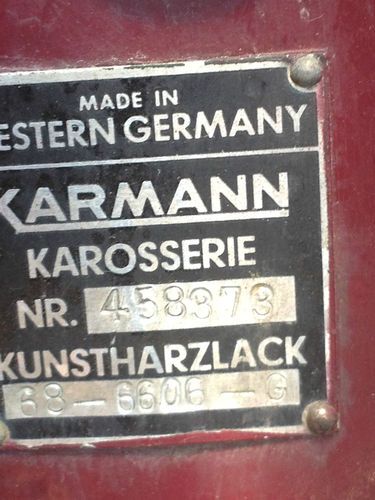 MADE IN
ESTERN GERMANY
KARMANN
KAROSSERIE
NR. 458373
KUNSTHARZLACK
68-6606-G